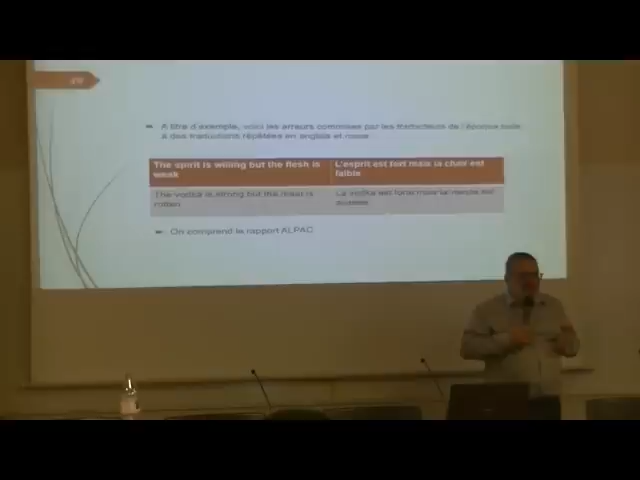 A titre d'exemple, voici les erreurs commises par les traducteurs de l'époque suite
à des traductions répétées en anglais et russe
The spirit is willing but the flesh is
weak
L'esprit est fort mais la chair est
faible
The vodka is strong but the meat is
rotten
La vodka est forte mais la viande est
On comprend le rapport ALPAC